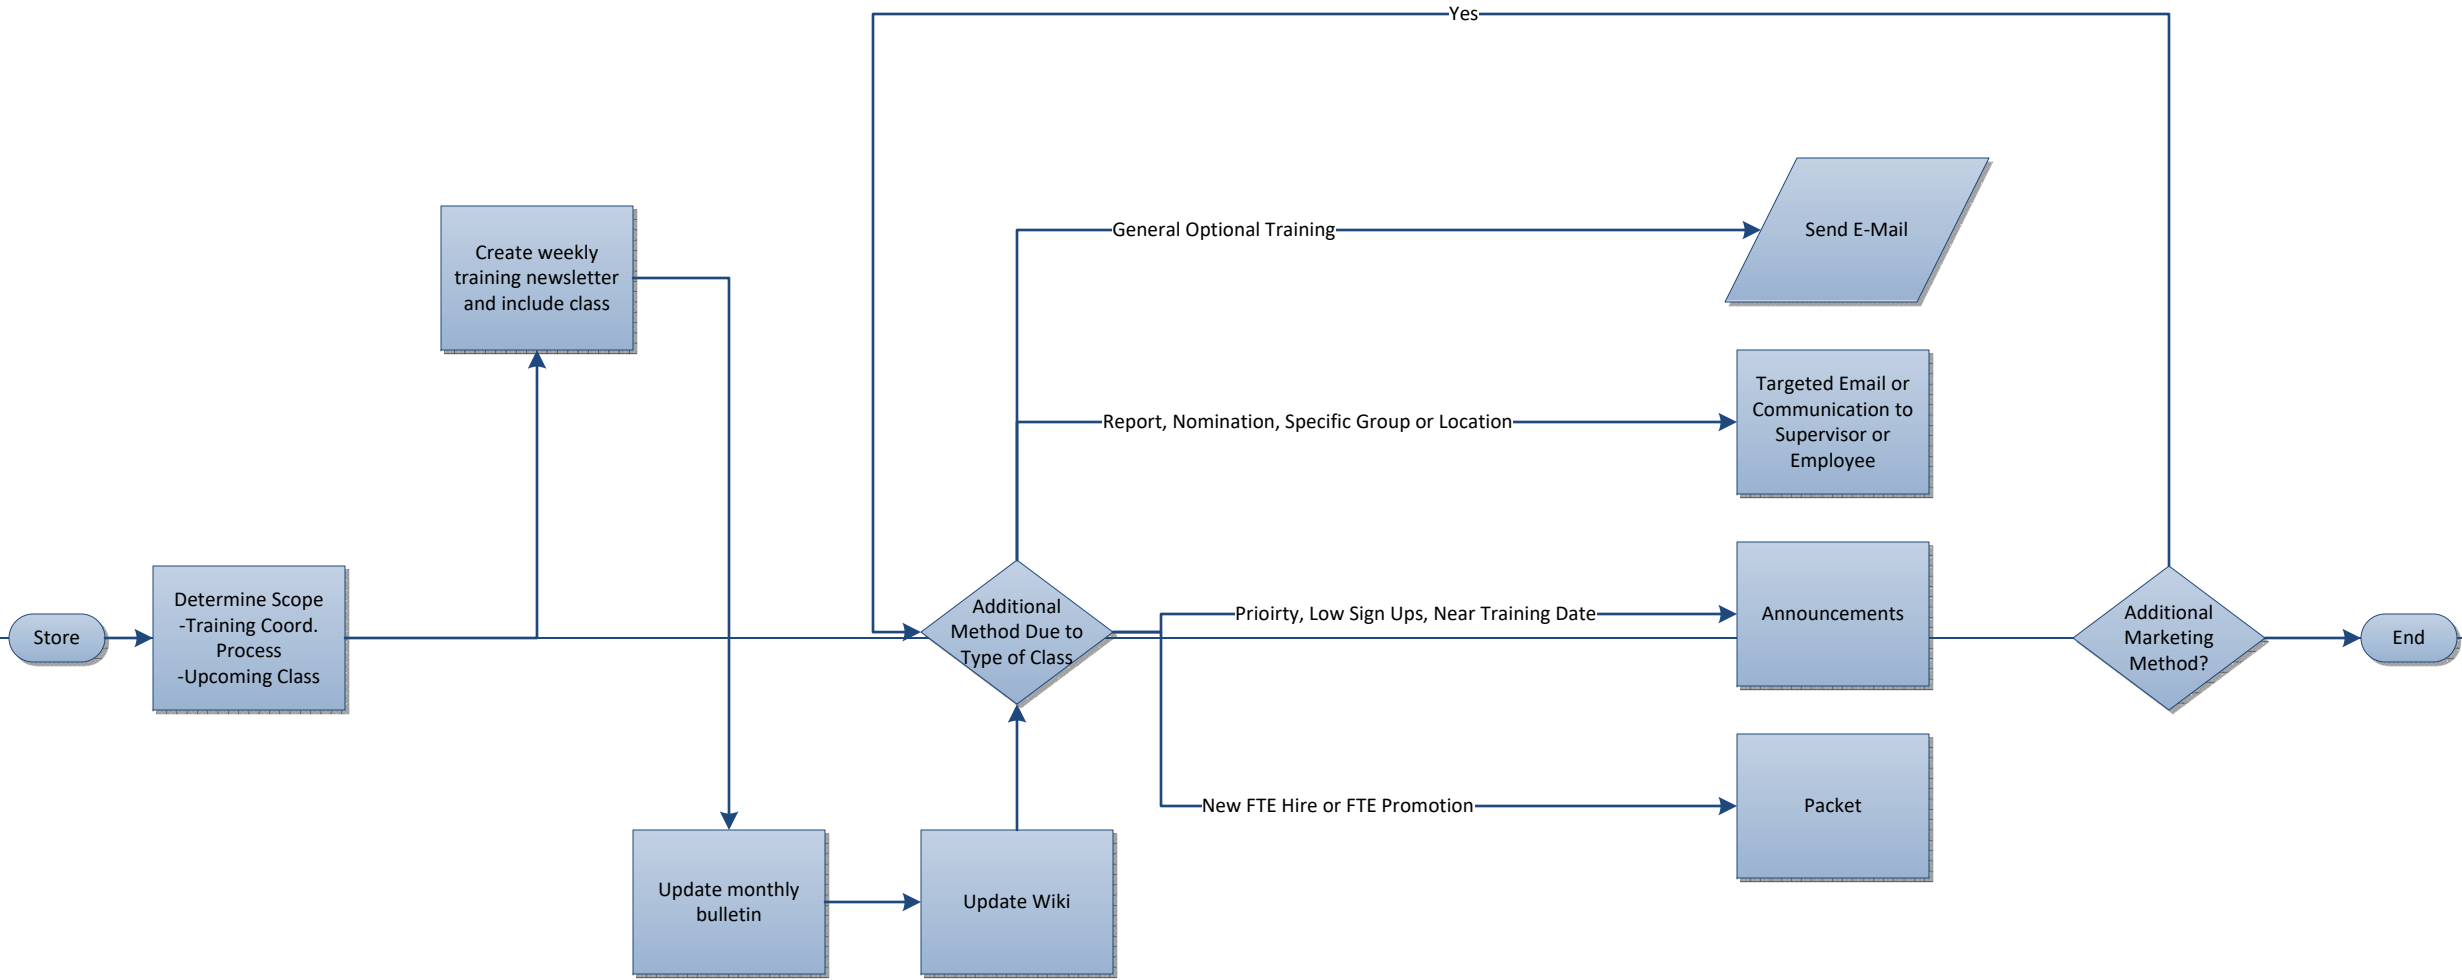 Yes
General Optional Training
Send E-Mail
Create weekly
training newsletter
and include class
Report, Nomination, Specific Group or Location
Targeted Email or
Communication to
Supervisor or
Employee
Store
Determine Scope
-Training Coord.
Process
-Upcoming Class
Additional
Method Due to
Type of Class
Prioirty, Low Sign Ups, Near Training Date
Announcements
Additional
Marketing
Method?
End
New FTE Hire or FTE Promotion
Packet
Update monthly
bulletin
Update Wiki